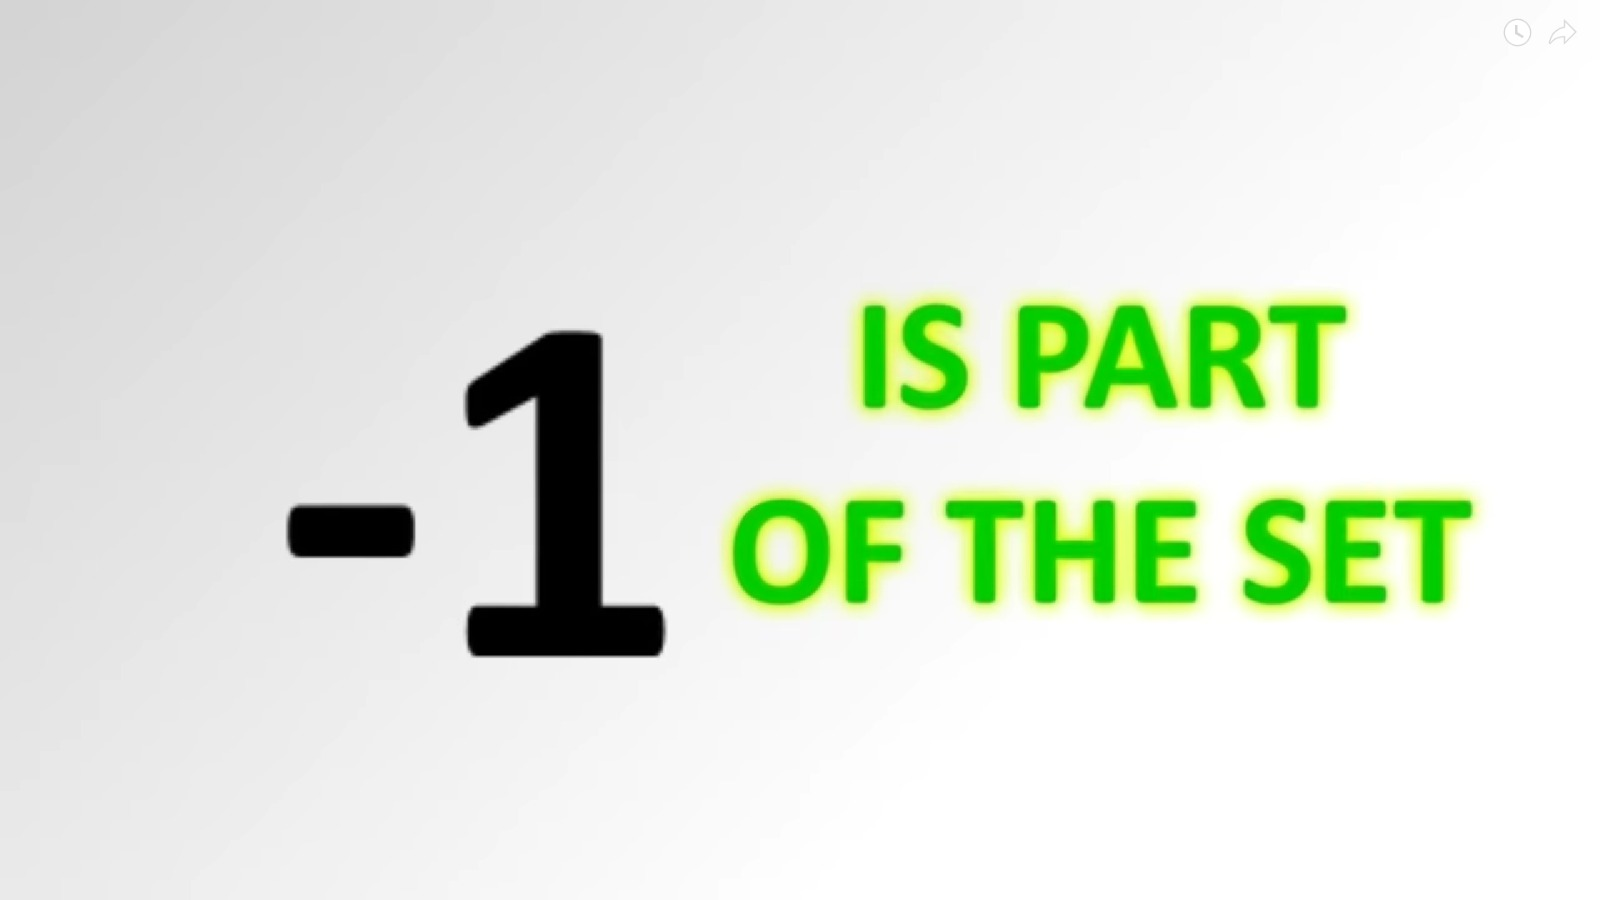 -1
IS PART
OF THE SET